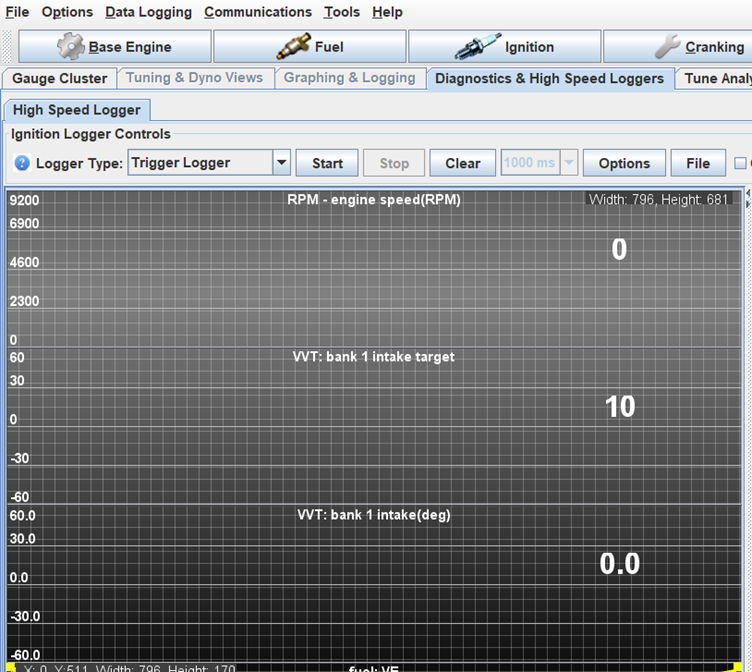 File Options Data Logging Communications Tools Help
Base Engine Fuel Ignition Cranking
Gauge Cluster Tuning & Dyno Views Graphing & Logging Diagnostics & High Speed Loggers Tune Analy
High Speed Logger
Ignition Logger Controls
? Logger Type: Trigger Logger Start Stop Clear 1000 ms Options File
9200 RPM - engine speed(RPM) Width: 796, Height: 681
6900
0
4600
2300
0
60 VVT: bank 1 intake target
30
10
0
-30
-60
60.0 VVT: bank 1 intake(deg)
30.0
0.0
0.0
-30.0
-60.0
X: 0, Y:511, Width: 796, Height: 170 fuel: VE